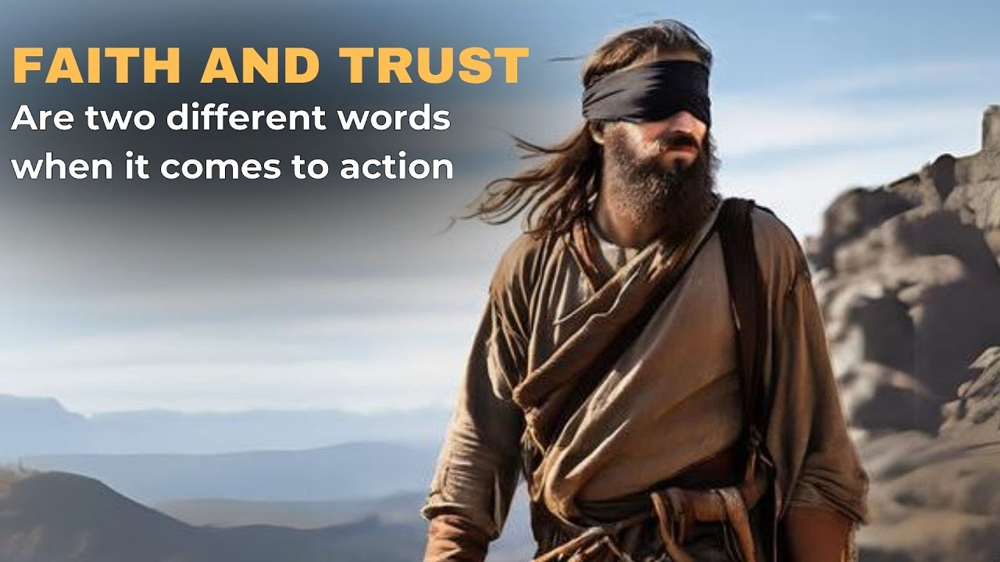 FAITH AND TRUST
Are two different words
when it comes to action